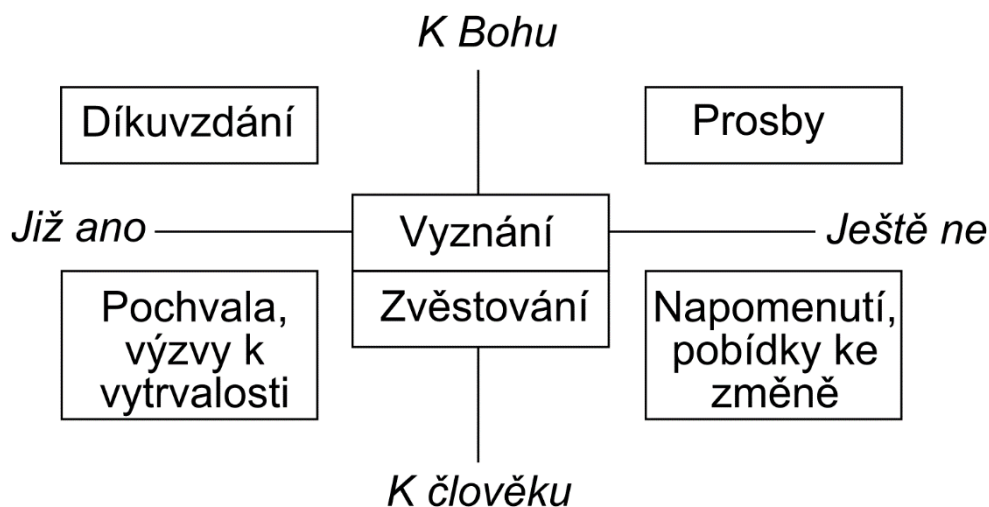 K Bohu
Díkuvzdání
Prosby
Již ano
Vyznání
Ještě ne
Zvěstování
Pochvala,
výzvy k
vytrvalosti
Napomenutí,
pobídky ke
změně
K člověku